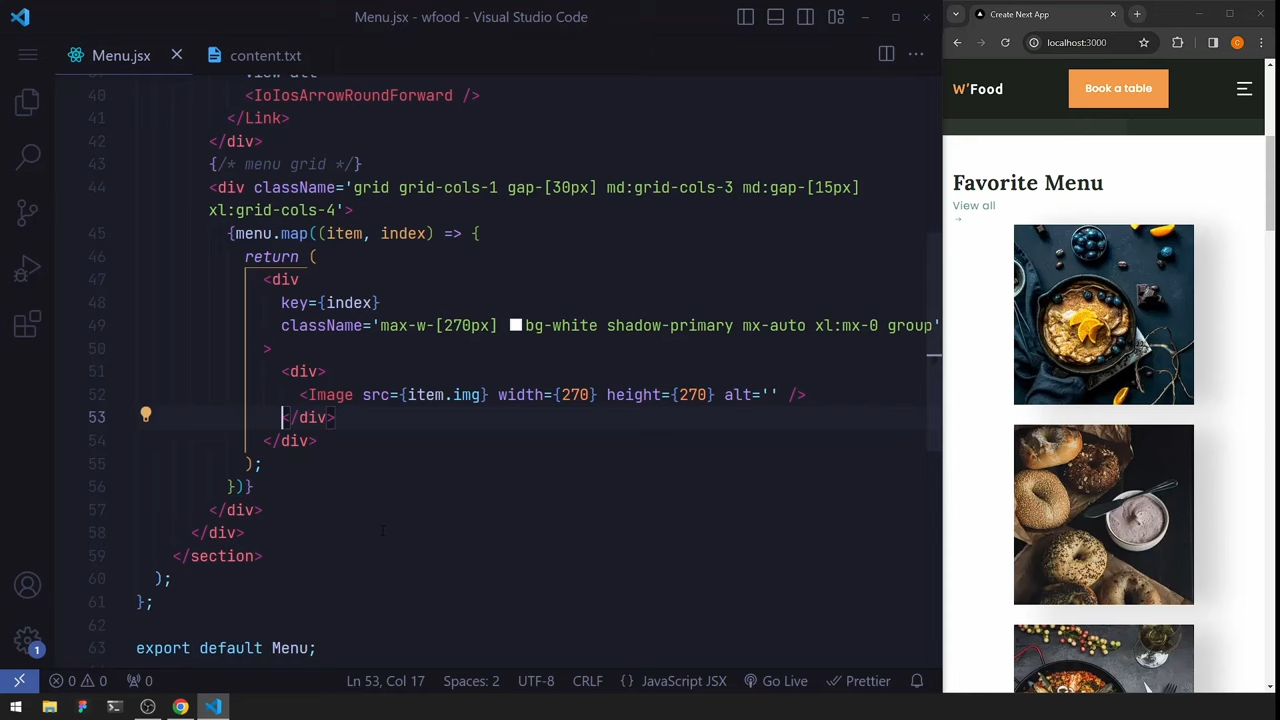 Menu.jsx - wfood - Visual Studio Code
Menu.jsx
content.txt
40 <IoIosArrowRoundForward />
41 </Link>
42 </div>
43 {/* menu grid */}
44 <div className='grid grid-cols-1 gap-[30px] md:grid-cols-3 md:gap-[15px]
xl:grid-cols-4'>
45 {menu.map((item, index) => {
46 return (
47 <div
48 key={index}
49 className='max-w-[270px] bg-white shadow-primary mx-auto xl:mx-0 group'
50 >
51 <div>
52 <Image src={item.img} width={270} height={270} alt='' />
53 </div>
54 </div>
55 );
56 })}
57 </div>
58 </div>
59 </section>
60 );
61 };
62
63 export default Menu;
1
0 0 0
Ln 53, Col 17 Spaces: 2 UTF-8 CRLF {} JavaScript JSX Go Live Prettier
Create Next App
localhost:3000
C
W'Food
Book a table
Favorite Menu
View all